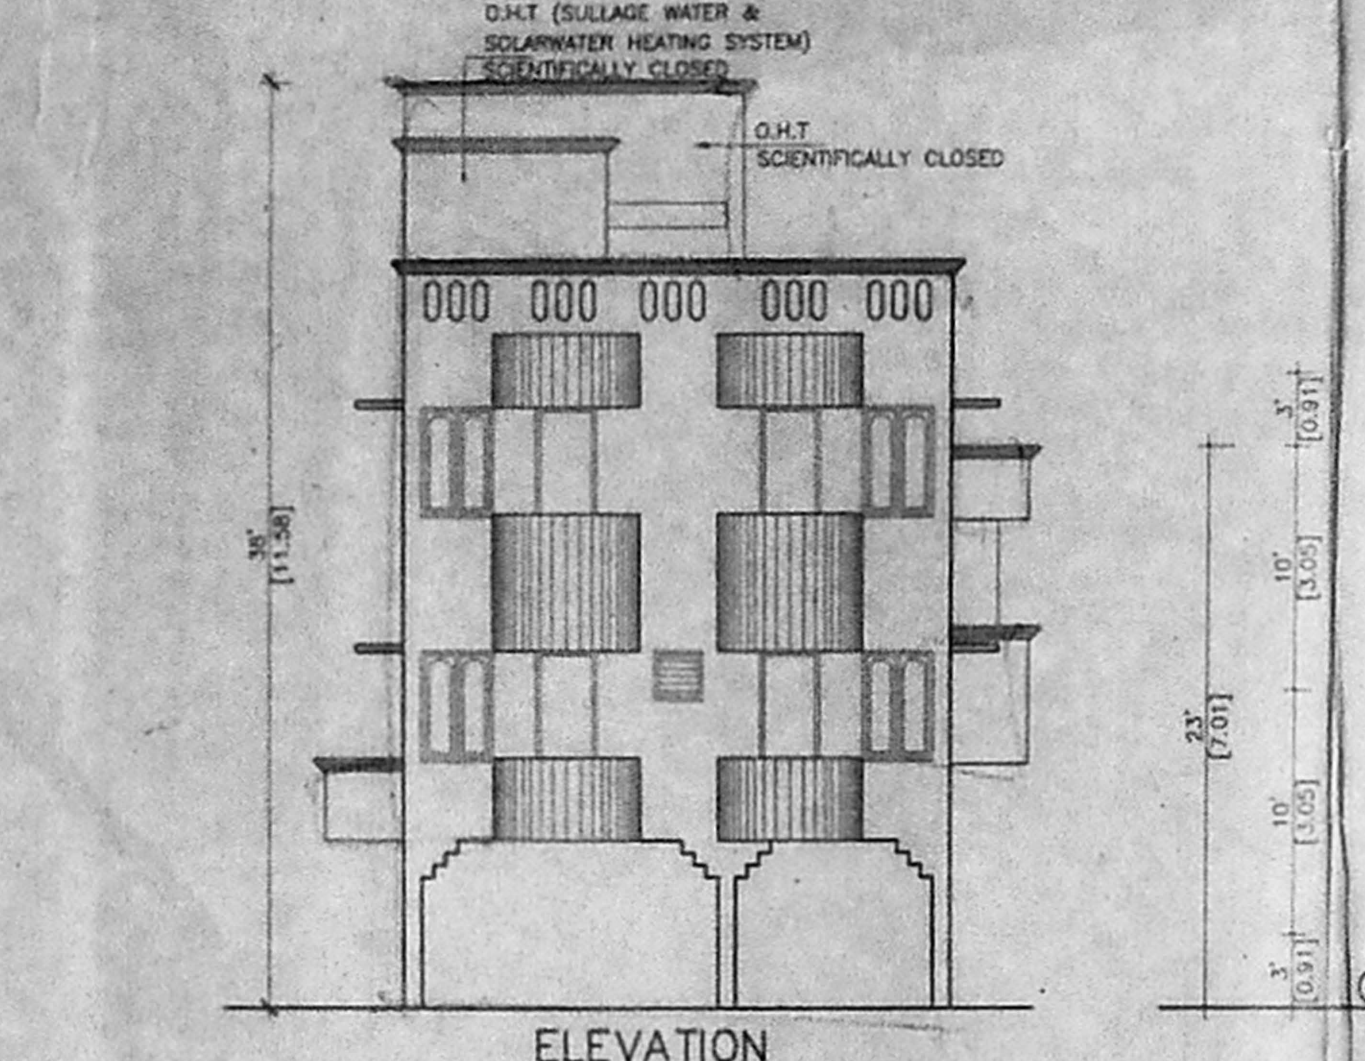 O.H.T (SULLAGE WATER &
SOLARWATER HEATING SYSTEM)
SCIENTIFICALLY CLOSED
O.H.T
SCIENTIFICALLY CLOSED
38'
[11.58]
3'
[0.91]
10'
[3.05]
23'
[7.01]
10'
[3.05]
3'
[0.91]
ELEVATION